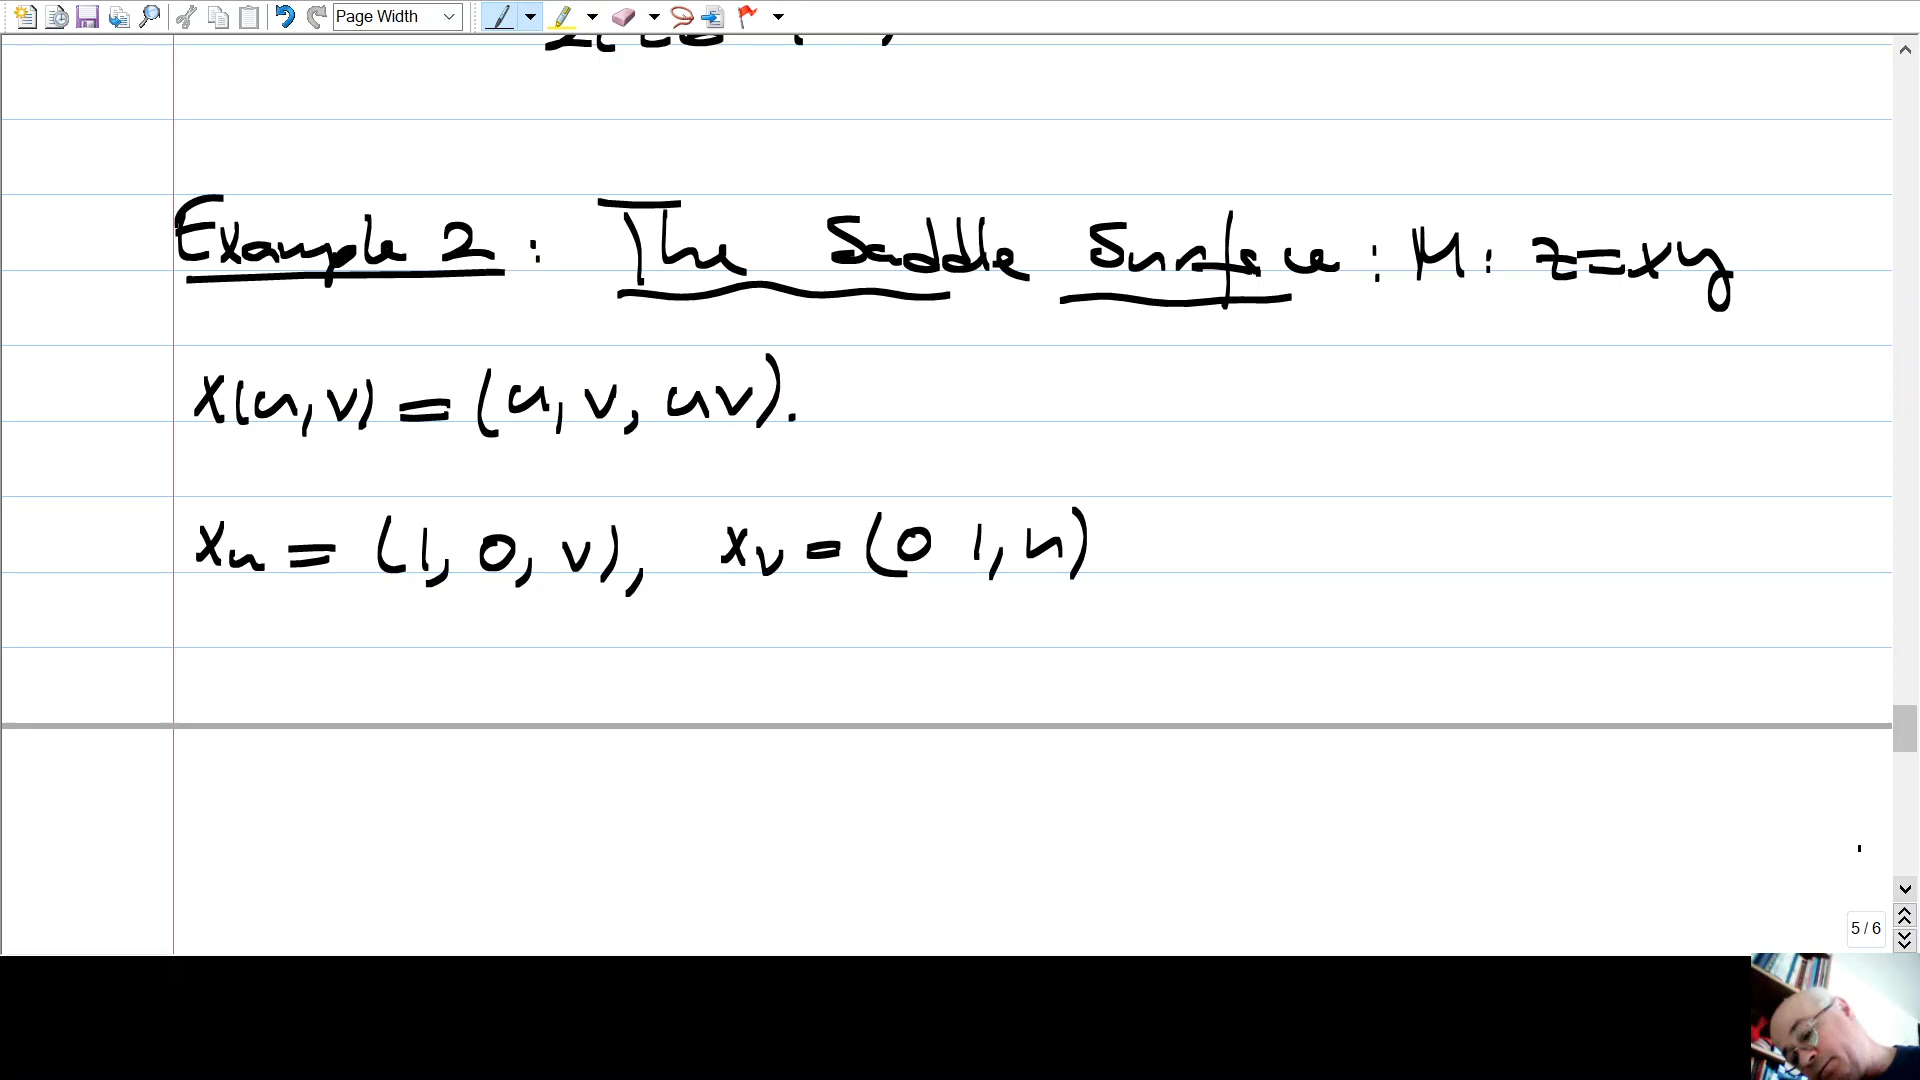 Page Width
Example 2: The Saddle Surface: M: z=xy
x(u,v) = (u, v, uv).
xu = (1, 0, v), xv = (0 1, u)
5 / 6